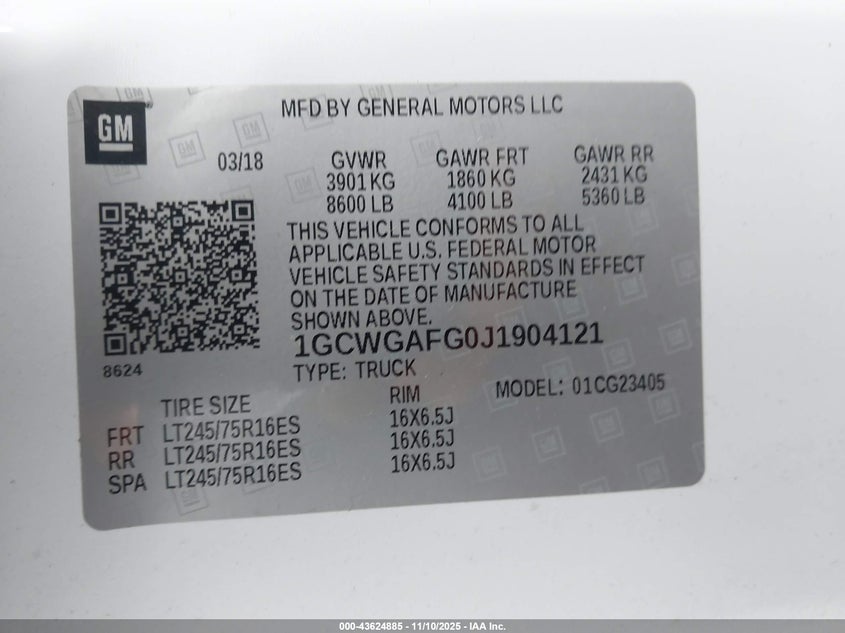 GM
MFD BY GENERAL MOTORS LLC
03/18 GVWR GAWR FRT GAWR RR
3901 KG 1860 KG 2431 KG
8600 LB 4100 LB 5360 LB
THIS VEHICLE CONFORMS TO ALL
APPLICABLE U.S. FEDERAL MOTOR
VEHICLE SAFETY STANDARDS IN EFFECT
ON THE DATE OF MANUFACTURE
SHOWN ABOVE.
1GCWGAFG0J1904121
8624
TYPE: TRUCK
TIRE SIZE RIM MODEL: 01CG23405
FRT LT245/75R16ES 16X6.5J
RR LT245/75R16ES 16X6.5J
SPA LT245/75R16ES 16X6.5J
000-43624885 - 11/10/2025 - IAA Inc.